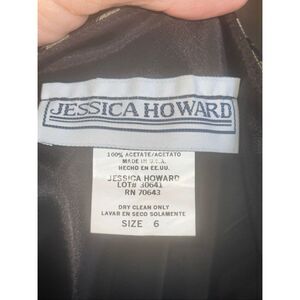 JESSICA HOWARD
100% ACETATE/ACETATO
MADE IN U.S.A.
HECHO EN EE.UU.
JESSICA HOWARD
LOT# 30641
RN 70643
DRY CLEAN ONLY
LAVAR EN SECO SOLAMENTE
SIZE 6